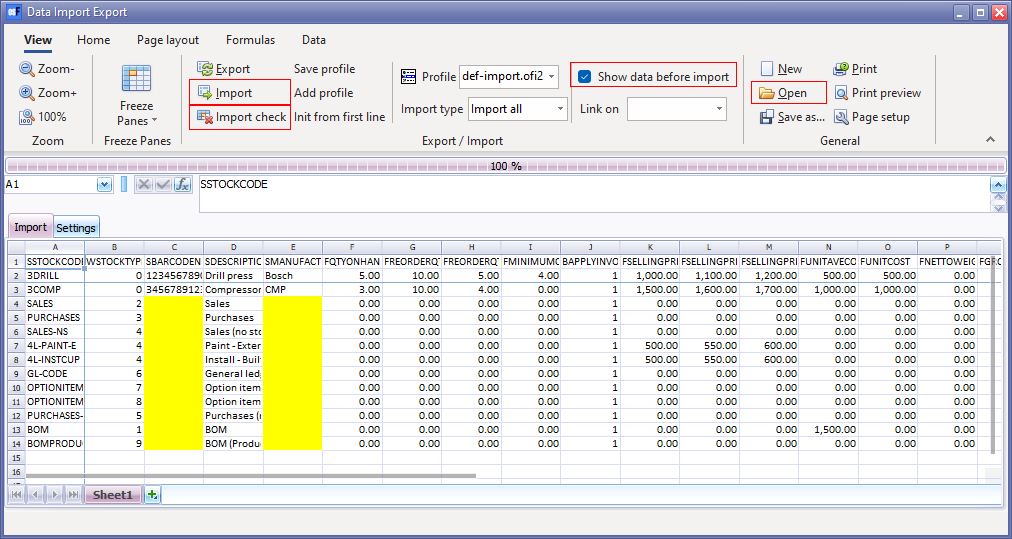 Data Import Export
View Home Page layout Formulas Data
Zoom- Export Save profile Profile def-import.ofi2 Show data before import New Print
Zoom+ Freeze Panes Import Add profile Open Print preview
100% Import check Init from first line Import type Import all Link on Save as... Page setup
Zoom Freeze Panes Export / Import General
100 %
A1 fx SSTOCKCODE
Import Settings
A B C D E F G H I J K L M N O P
1 SSTOCKCODE WSTOCKTYP SBARCODEN SDESCRIPTIC SMANUFACT FQTYONHAN FREORDERQT FREORDERQT FMINIMUMO BAPPLYINVO FSELLINGPRI FSELLINGPRI FSELLINGPRI FUNITAVECO FUNITCOST FNETTOWEIG FGRO
2 3DRILL 0 1234567890 Drill press Bosch 5.00 10.00 5.00 4.00 1 1,000.00 1,100.00 1,200.00 500.00 500.00 0.00
3 3COMP 0 3456789123 Compressor CMP 3.00 10.00 4.00 0.00 1 1,500.00 1,600.00 1,700.00 1,000.00 1,000.00 0.00
4 SALES 2 Sales 0.00 0.00 0.00 0.00 1 0.00 0.00 0.00 0.00 0.00 0.00
5 PURCHASES 3 Purchases 0.00 0.00 0.00 0.00 1 0.00 0.00 0.00 0.00 0.00 0.00
6 SALES-NS 4 Sales (no sto 0.00 0.00 0.00 0.00 1 0.00 0.00 0.00 0.00 0.00 0.00
7 4L-PAINT-E 4 Paint - Exter 0.00 0.00 0.00 0.00 1 500.00 550.00 600.00 0.00 0.00 0.00
8 4L-INSTCUP 4 Install - Built 0.00 0.00 0.00 0.00 1 500.00 550.00 600.00 0.00 0.00 0.00
9 GL-CODE 6 General led 0.00 0.00 0.00 0.00 1 0.00 0.00 0.00 0.00 0.00 0.00
10 OPTIONITEM 7 Option item 0.00 0.00 0.00 0.00 1 0.00 0.00 0.00 0.00 0.00 0.00
11 OPTIONITEM 8 Option item 0.00 0.00 0.00 0.00 1 0.00 0.00 0.00 0.00 0.00 0.00
12 PURCHASES- 5 Purchases ( 0.00 0.00 0.00 0.00 1 0.00 0.00 0.00 0.00 0.00 0.00
13 BOM 1 BOM 0.00 0.00 0.00 0.00 1 0.00 0.00 0.00 1,500.00 0.00 0.00
14 BOMPRODU 9 BOM (Produ 0.00 0.00 0.00 0.00 1 0.00 0.00 0.00 0.00 0.00 0.00
15
16
Sheet1